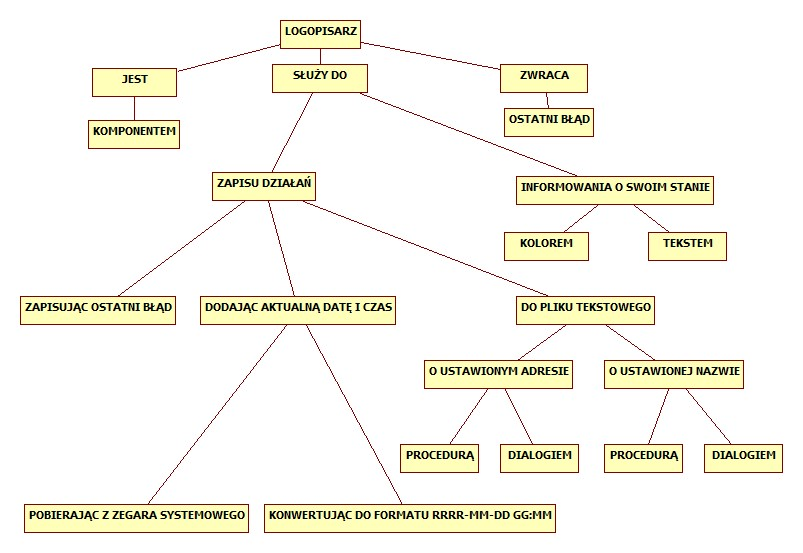 LOGOPISARZ
JEST
SŁUŻY DO
ZWRACA
KOMPONENTEM
OSTATNI BŁĄD
ZAPISU DZIAŁAŃ
INFORMOWANIA O SWOIM STANIE
KOLOREM
TEKSTEM
ZAPISUJĄC OSTATNI BŁĄD
DODAJĄC AKTUALNĄ DATĘ I CZAS
DO PLIKU TEKSTOWEGO
O USTAWIONYM ADRESIE
O USTAWIONEJ NAZWIE
PROCEDURĄ
DIALOGIEM
PROCEDURĄ
DIALOGIEM
POBIERAJĄC Z ZEGARA SYSTEMOWEGO
KONWERTUJĄC DO FORMATU RRRR-MM-DD GG:MM